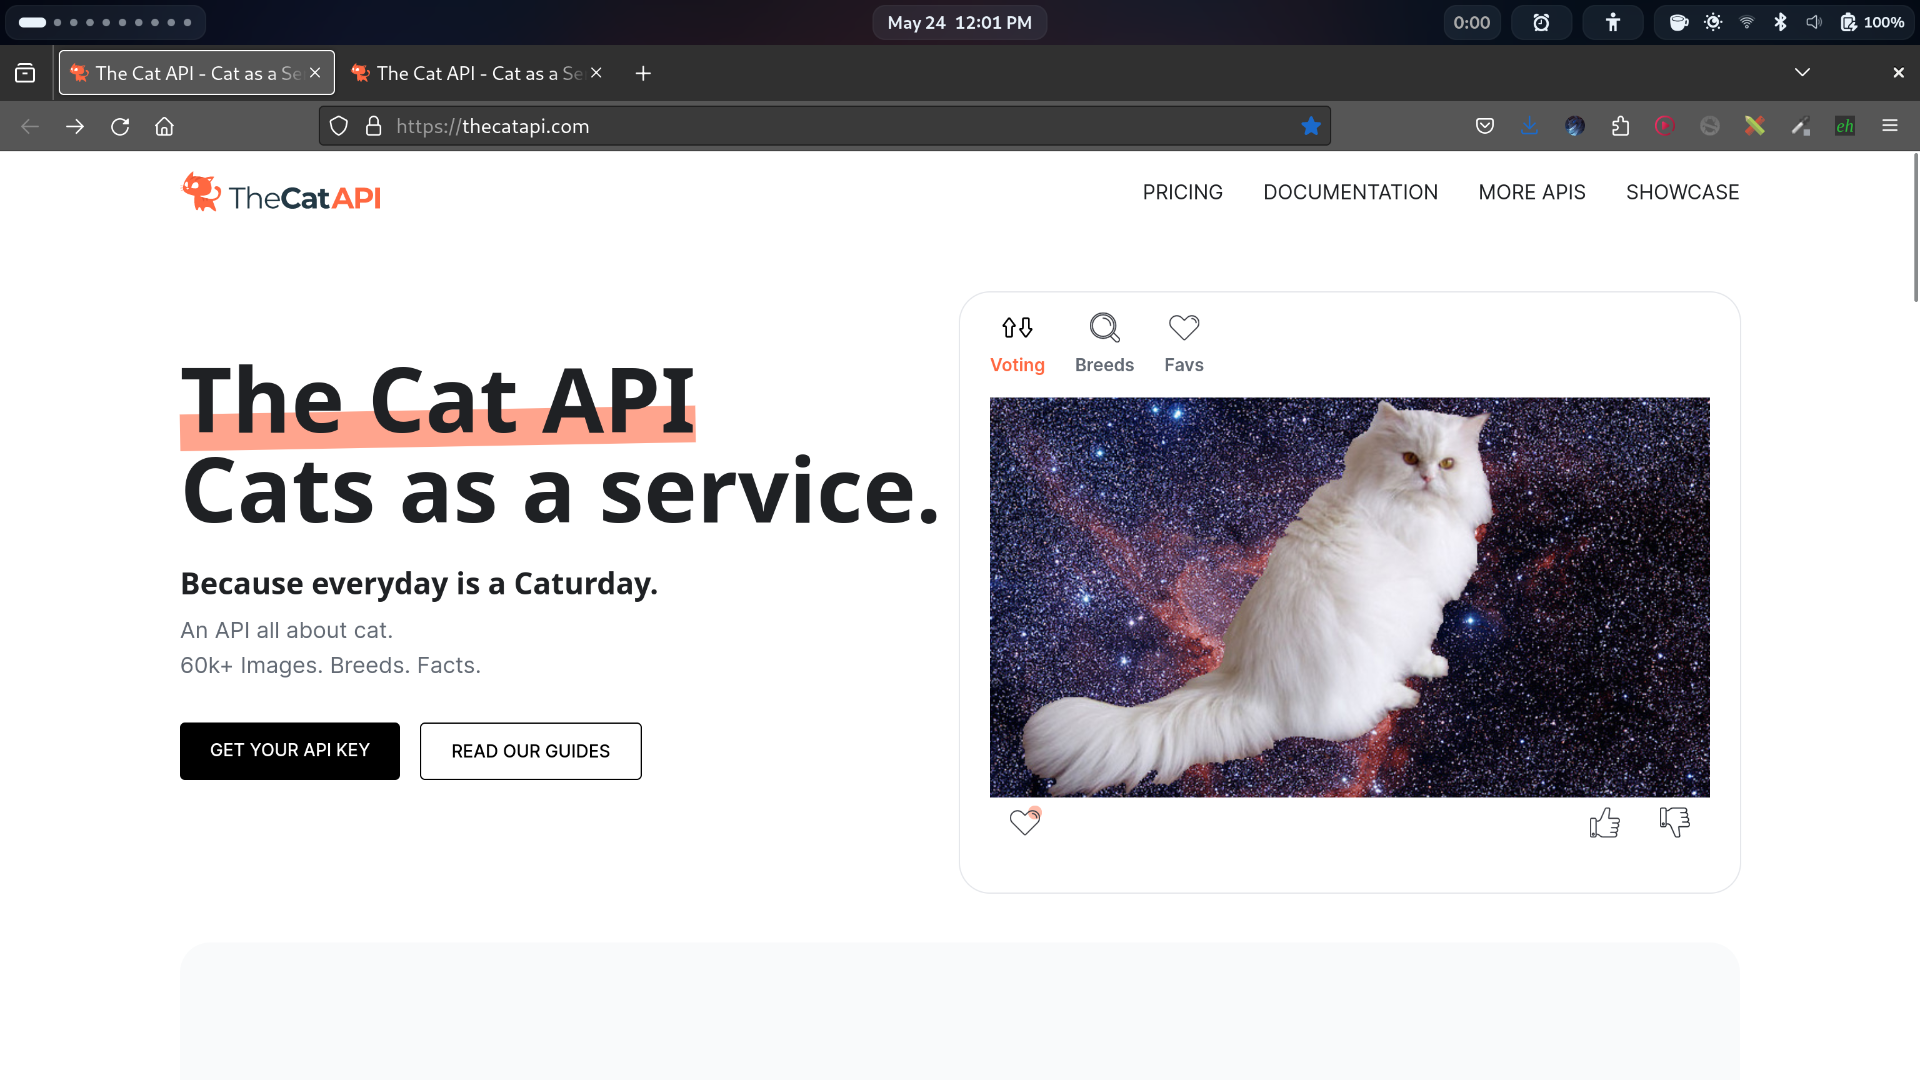 May 24 12:01 PM
0:00
100%
The Cat API - Cat as a Se
The Cat API - Cat as a Se
https://thecatapi.com
eh
TheCatAPI
PRICING
DOCUMENTATION
MORE APIS
SHOWCASE
The Cat API
Cats as a service.
Because everyday is a Caturday.
An API all about cat.
60k+ Images. Breeds. Facts.
GET YOUR API KEY
READ OUR GUIDES
Voting
Breeds
Favs